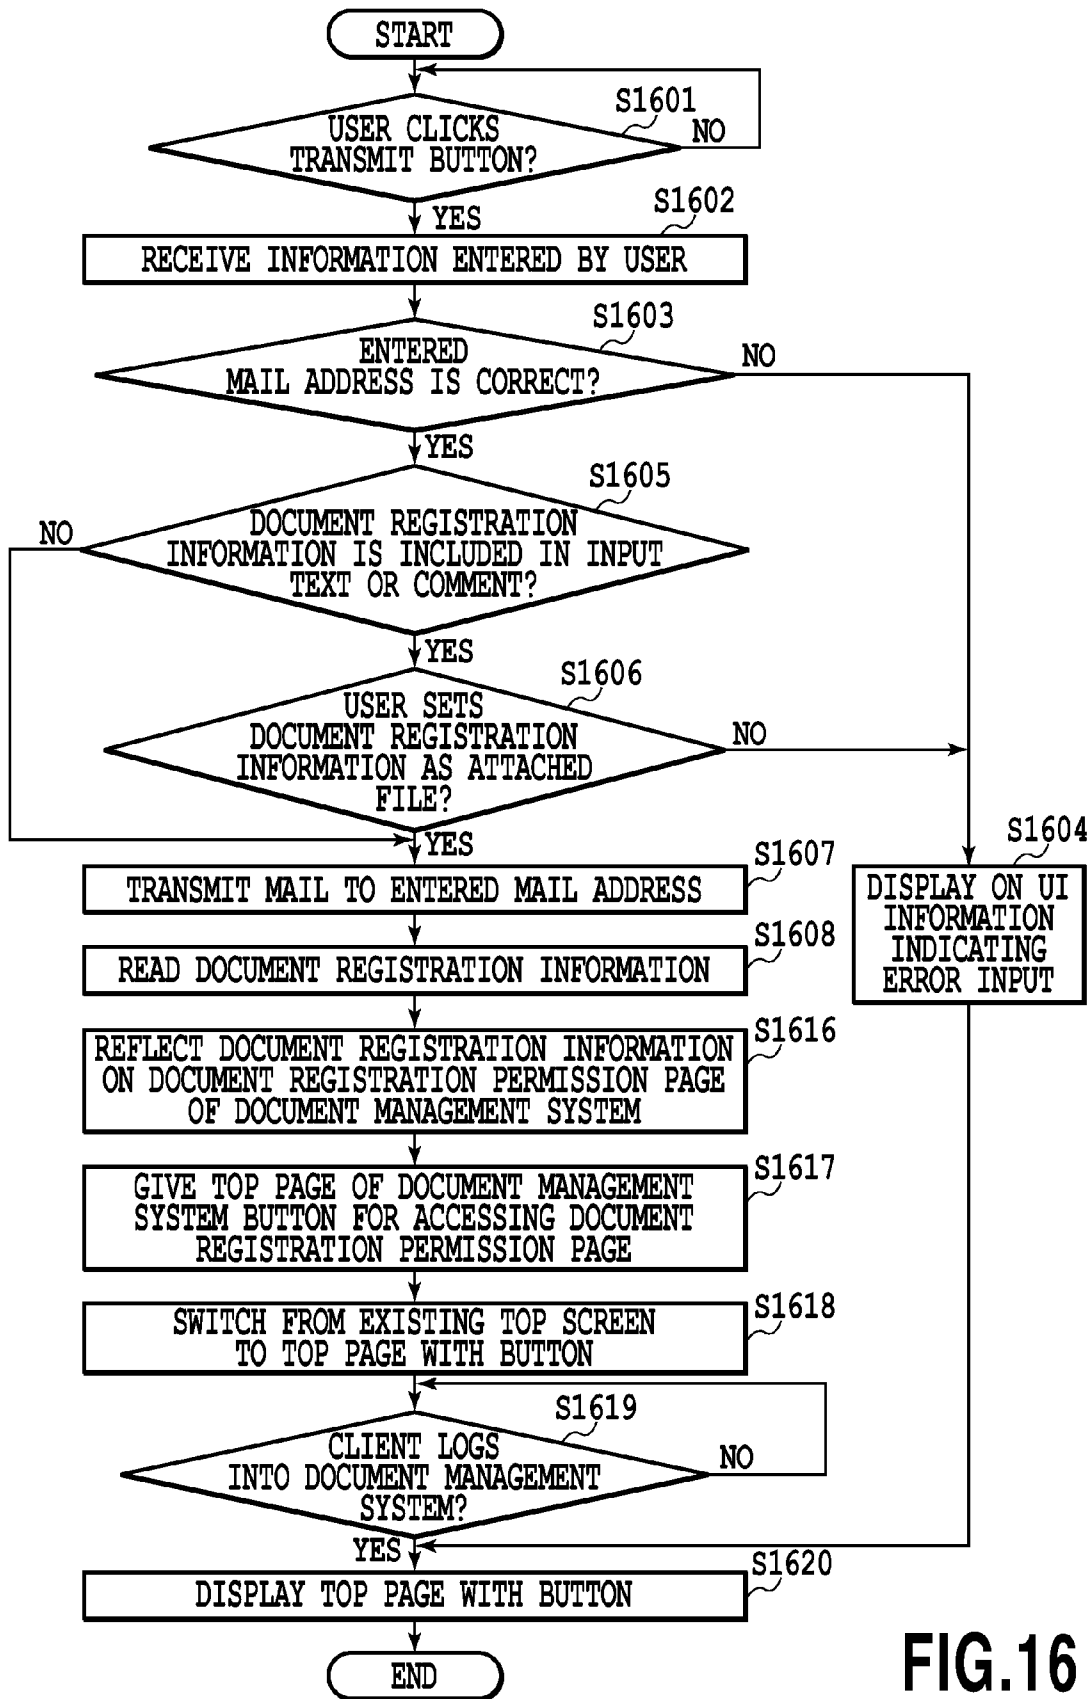 START
S1601
USER CLICKS
TRANSMIT BUTTON?
NO
YES
S1602
RECEIVE INFORMATION ENTERED BY USER
S1603
ENTERED
MAIL ADDRESS IS CORRECT?
NO
YES
S1605
DOCUMENT REGISTRATION
INFORMATION IS INCLUDED IN INPUT
TEXT OR COMMENT?
NO
YES
S1606
USER SETS
DOCUMENT REGISTRATION
INFORMATION AS ATTACHED
FILE?
NO
YES
S1604
DISPLAY ON UI
INFORMATION
INDICATING
ERROR INPUT
S1607
TRANSMIT MAIL TO ENTERED MAIL ADDRESS
S1608
READ DOCUMENT REGISTRATION INFORMATION
S1616
REFLECT DOCUMENT REGISTRATION INFORMATION
ON DOCUMENT REGISTRATION PERMISSION PAGE
OF DOCUMENT MANAGEMENT SYSTEM
S1617
GIVE TOP PAGE OF DOCUMENT MANAGEMENT
SYSTEM BUTTON FOR ACCESSING DOCUMENT
REGISTRATION PERMISSION PAGE
S1618
SWITCH FROM EXISTING TOP SCREEN
TO TOP PAGE WITH BUTTON
S1619
CLIENT LOGS
INTO DOCUMENT MANAGEMENT
SYSTEM?
NO
YES
S1620
DISPLAY TOP PAGE WITH BUTTON
END
FIG.16